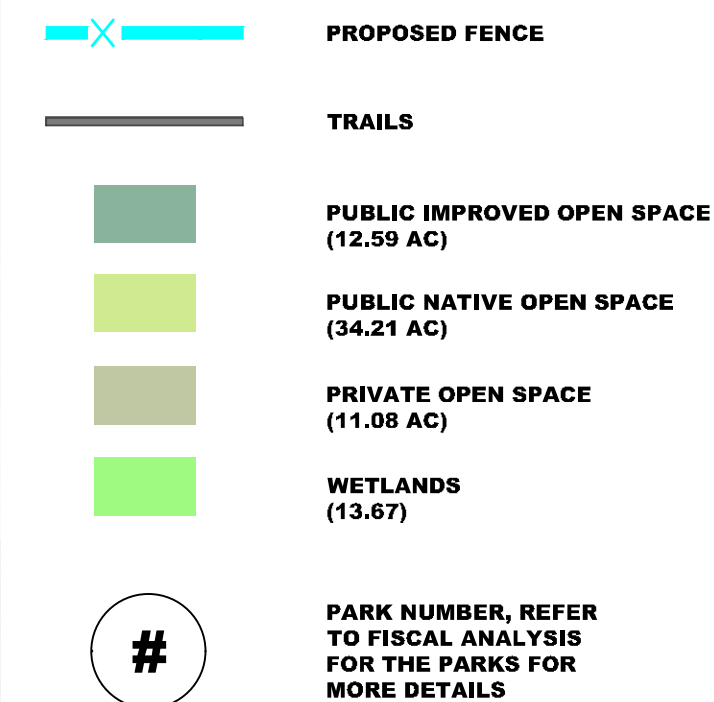 PROPOSED FENCE
TRAILS
PUBLIC IMPROVED OPEN SPACE
(12.59 AC)
PUBLIC NATIVE OPEN SPACE
(34.21 AC)
PRIVATE OPEN SPACE
(11.08 AC)
WETLANDS
(13.67)
#
PARK NUMBER, REFER
TO FISCAL ANALYSIS
FOR THE PARKS FOR
MORE DETAILS